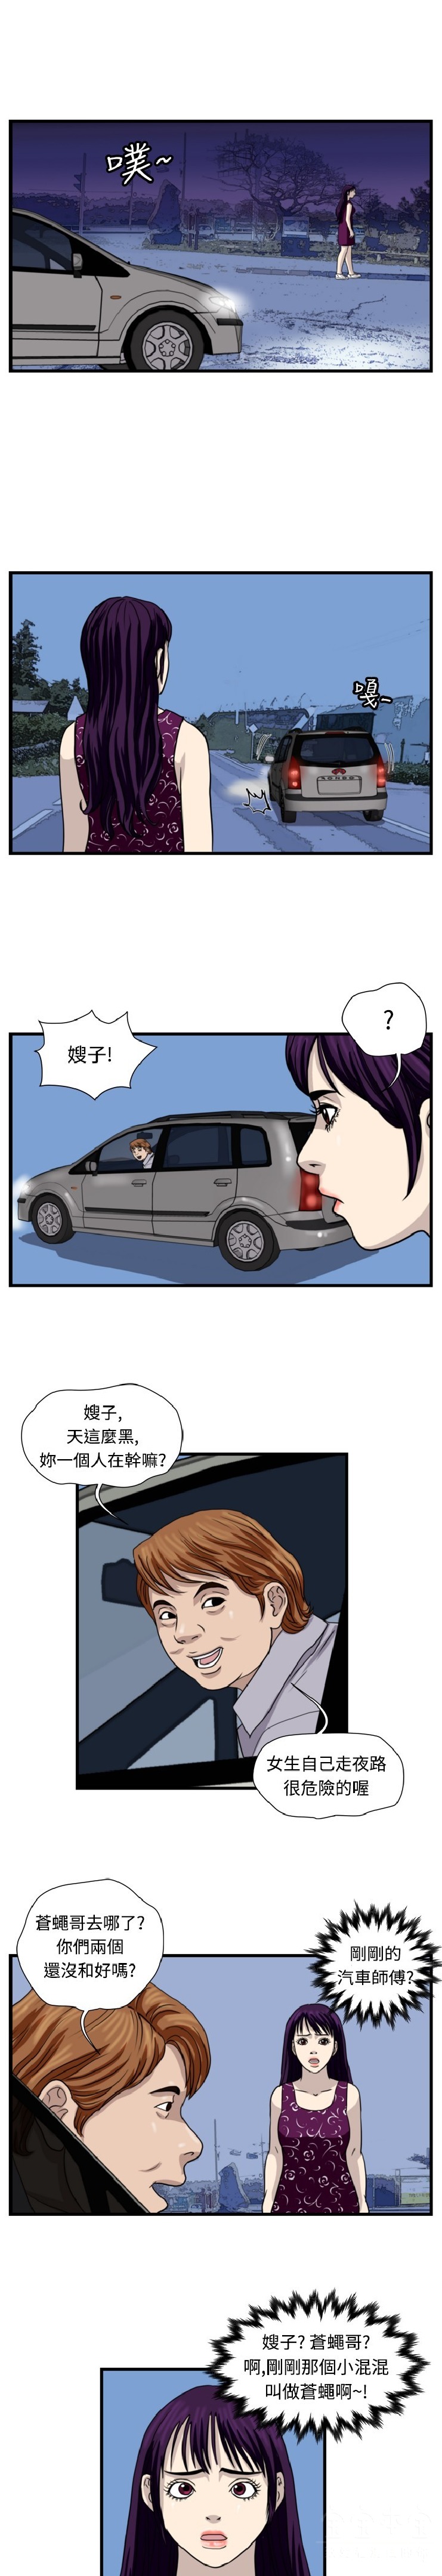 噗~
嘎~
?
嫂子!
嫂子,
天這麼黑,
妳一個人在幹嘛?
女生自己走夜路
很危險的喔
蒼蠅哥去哪了?
你們兩個
還沒和好嗎?
剛剛的
汽車師傅?
嫂子? 蒼蠅哥?
啊,剛剛那個小混混
叫做蒼蠅啊~!